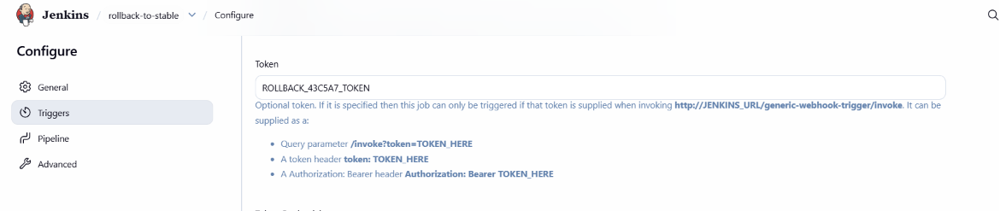 Jenkins / rollback-to-stable / Configure
Configure
General
Triggers
Pipeline
Advanced
Token
ROLLBACK_43C5A7_TOKEN
Optional token. If it is specified then this job can only be triggered if that token is supplied when invoking http://JENKINS_URL/generic-webhook-trigger/invoke. It can be
supplied as a:
• Query parameter /invoke?token=TOKEN_HERE
• A token header token: TOKEN_HERE
• A Authorization: Bearer header Authorization: Bearer TOKEN_HERE